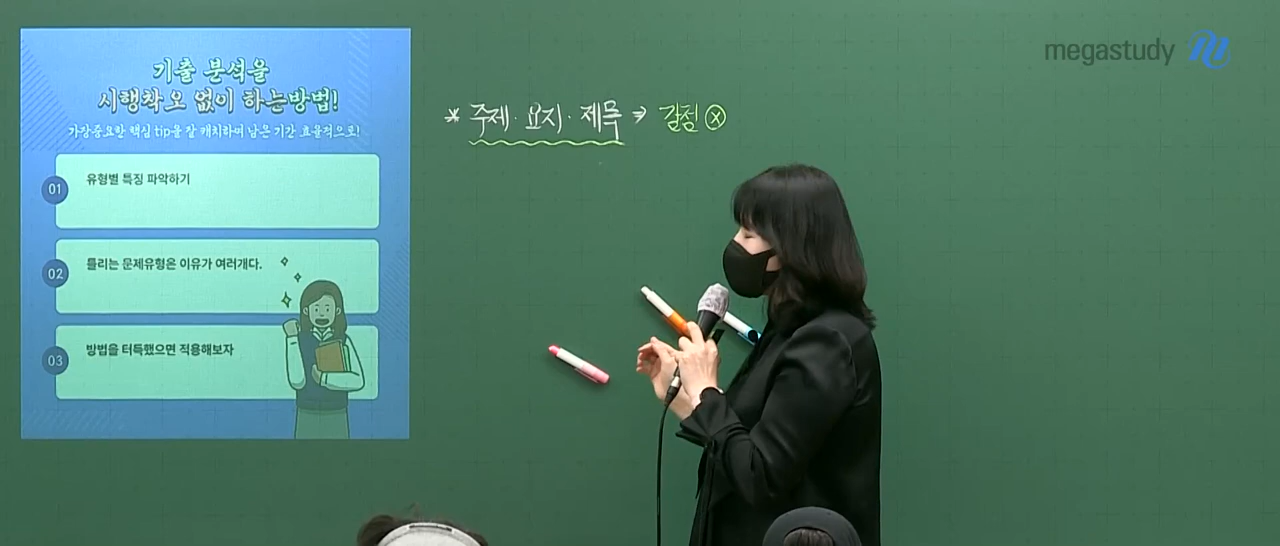 megastudy
기출 분석을
시행착오 없이 하는방법!
가장중요한 핵심 tip을 잘 캐치하여 남은 기간 효율적으로!
01 유형별 특징 파악하기
02 틀리는 문제유형은 이유가 여러개다.
03 방법을 터득했으면 적용해보자
* 주제·요지·제목 ⇒ 걸침 ⓧ